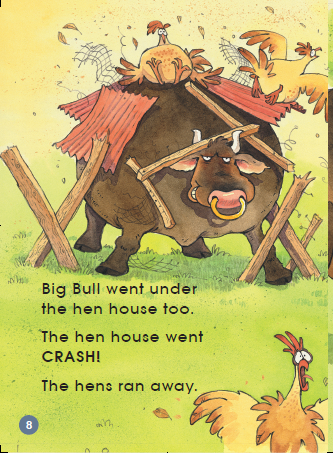 Big Bull went under
the hen house too.
The hen house went
CRASH!
The hens ran away.
8